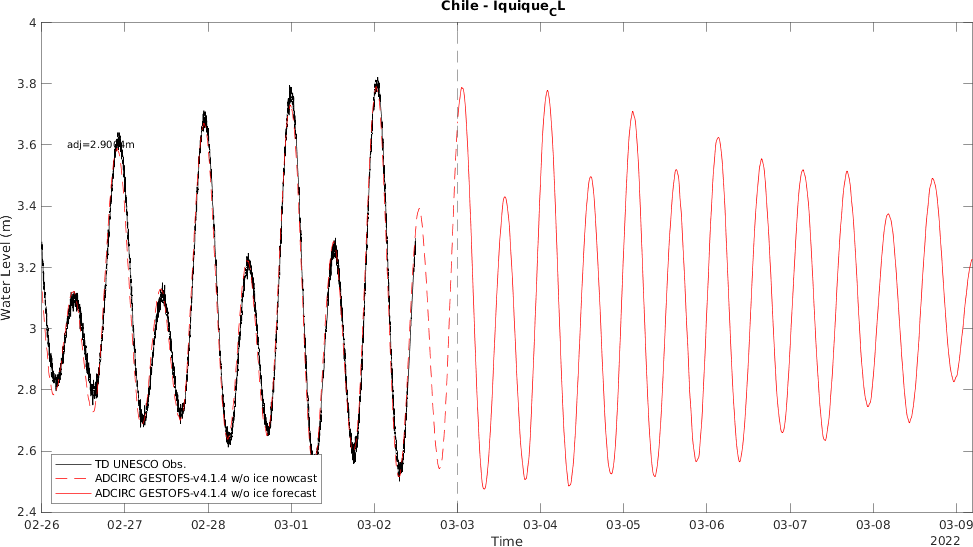 Chile - Iquique_CL
4
3.8
3.6
3.4
3.2
3
2.8
2.6
2.4
Water Level (m)
TD UNESCO Obs.
ADCIRC GESTOFS-v4.1.4 w/o ice nowcast
ADCIRC GESTOFS-v4.1.4 w/o ice forecast
02-26 02-27 02-28 03-01 03-02 03-03 03-04 03-05 03-06 03-07 03-08 03-09
Time
2022